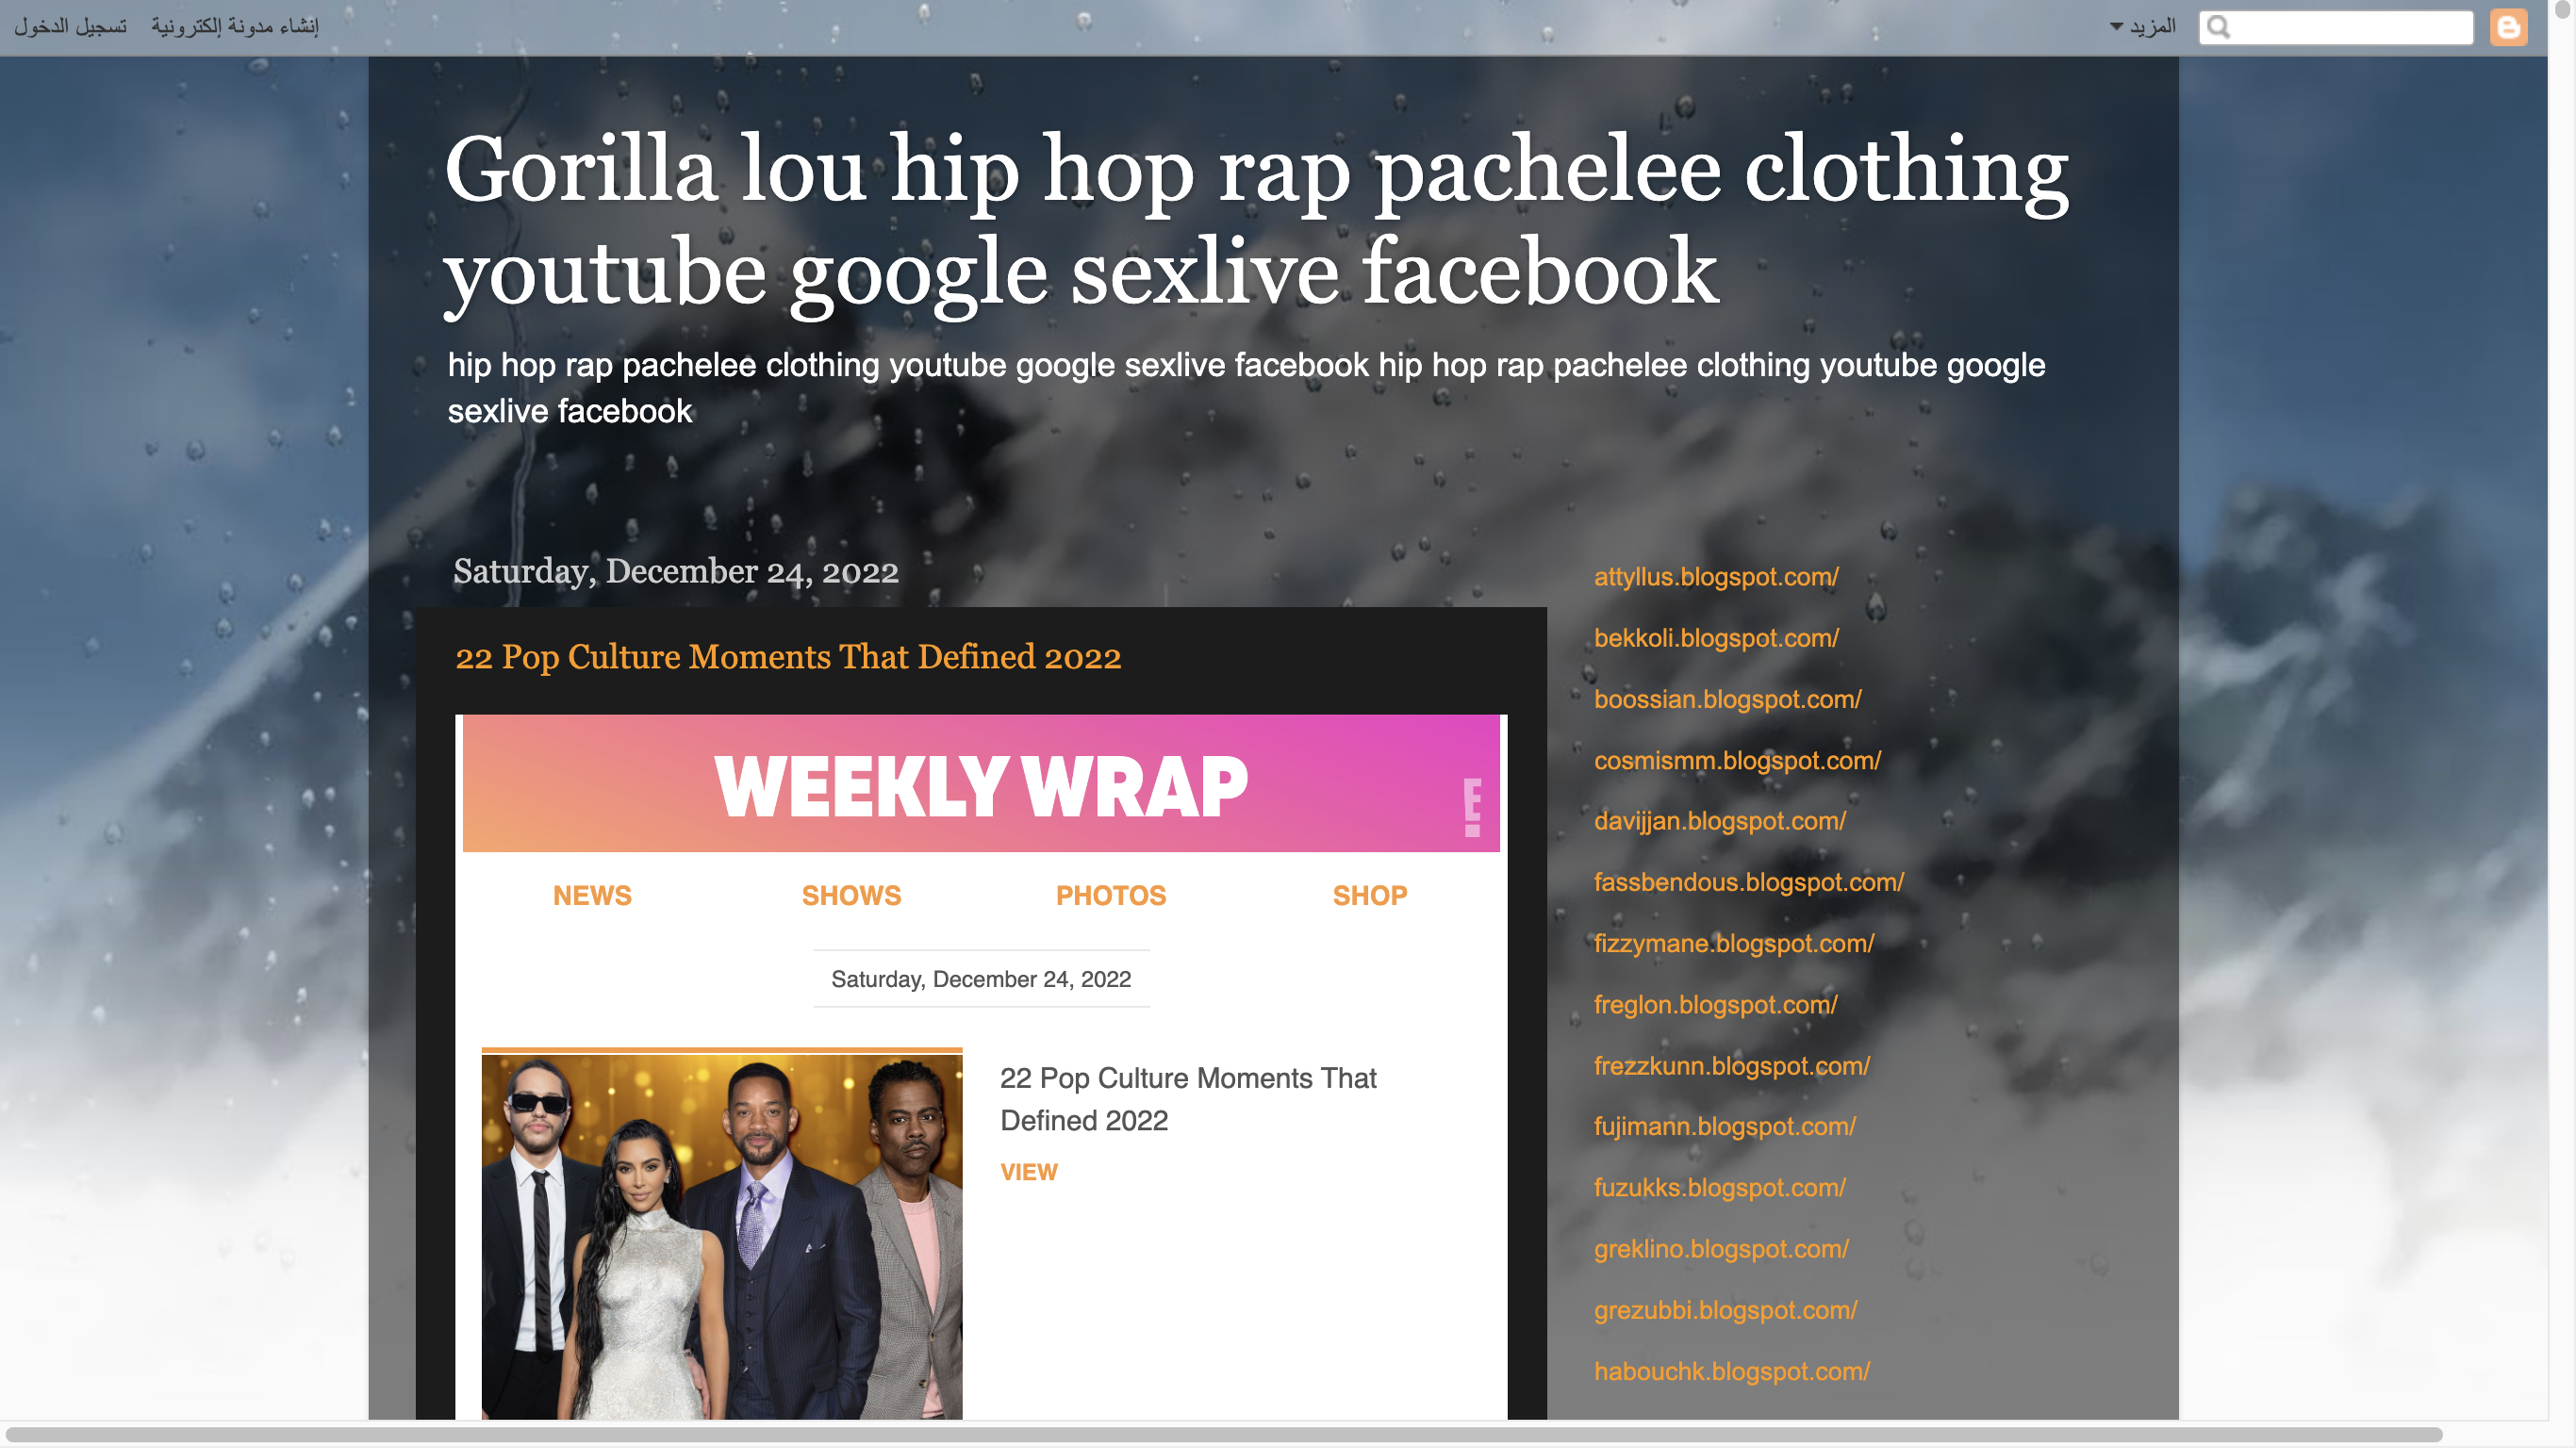 تسجيل الدخول
إنشاء مدونة إلكترونية
المزيد
Gorilla lou hip hop rap pachelee clothing
youtube google sexlive facebook
hip hop rap pachelee clothing youtube google sexlive facebook hip hop rap pachelee clothing youtube google
sexlive facebook
Saturday, December 24, 2022
22 Pop Culture Moments That Defined 2022
WEEKLY WRAP
E!
NEWS
SHOWS
PHOTOS
SHOP
Saturday, December 24, 2022
22 Pop Culture Moments That
Defined 2022
VIEW
attyllus.blogspot.com/
bekkoli.blogspot.com/
boossian.blogspot.com/
cosmismm.blogspot.com/
davijjan.blogspot.com/
fassbendous.blogspot.com/
fizzymane.blogspot.com/
freglon.blogspot.com/
frezzkunn.blogspot.com/
fujimann.blogspot.com/
fuzukks.blogspot.com/
greklino.blogspot.com/
grezubbi.blogspot.com/
habouchk.blogspot.com/